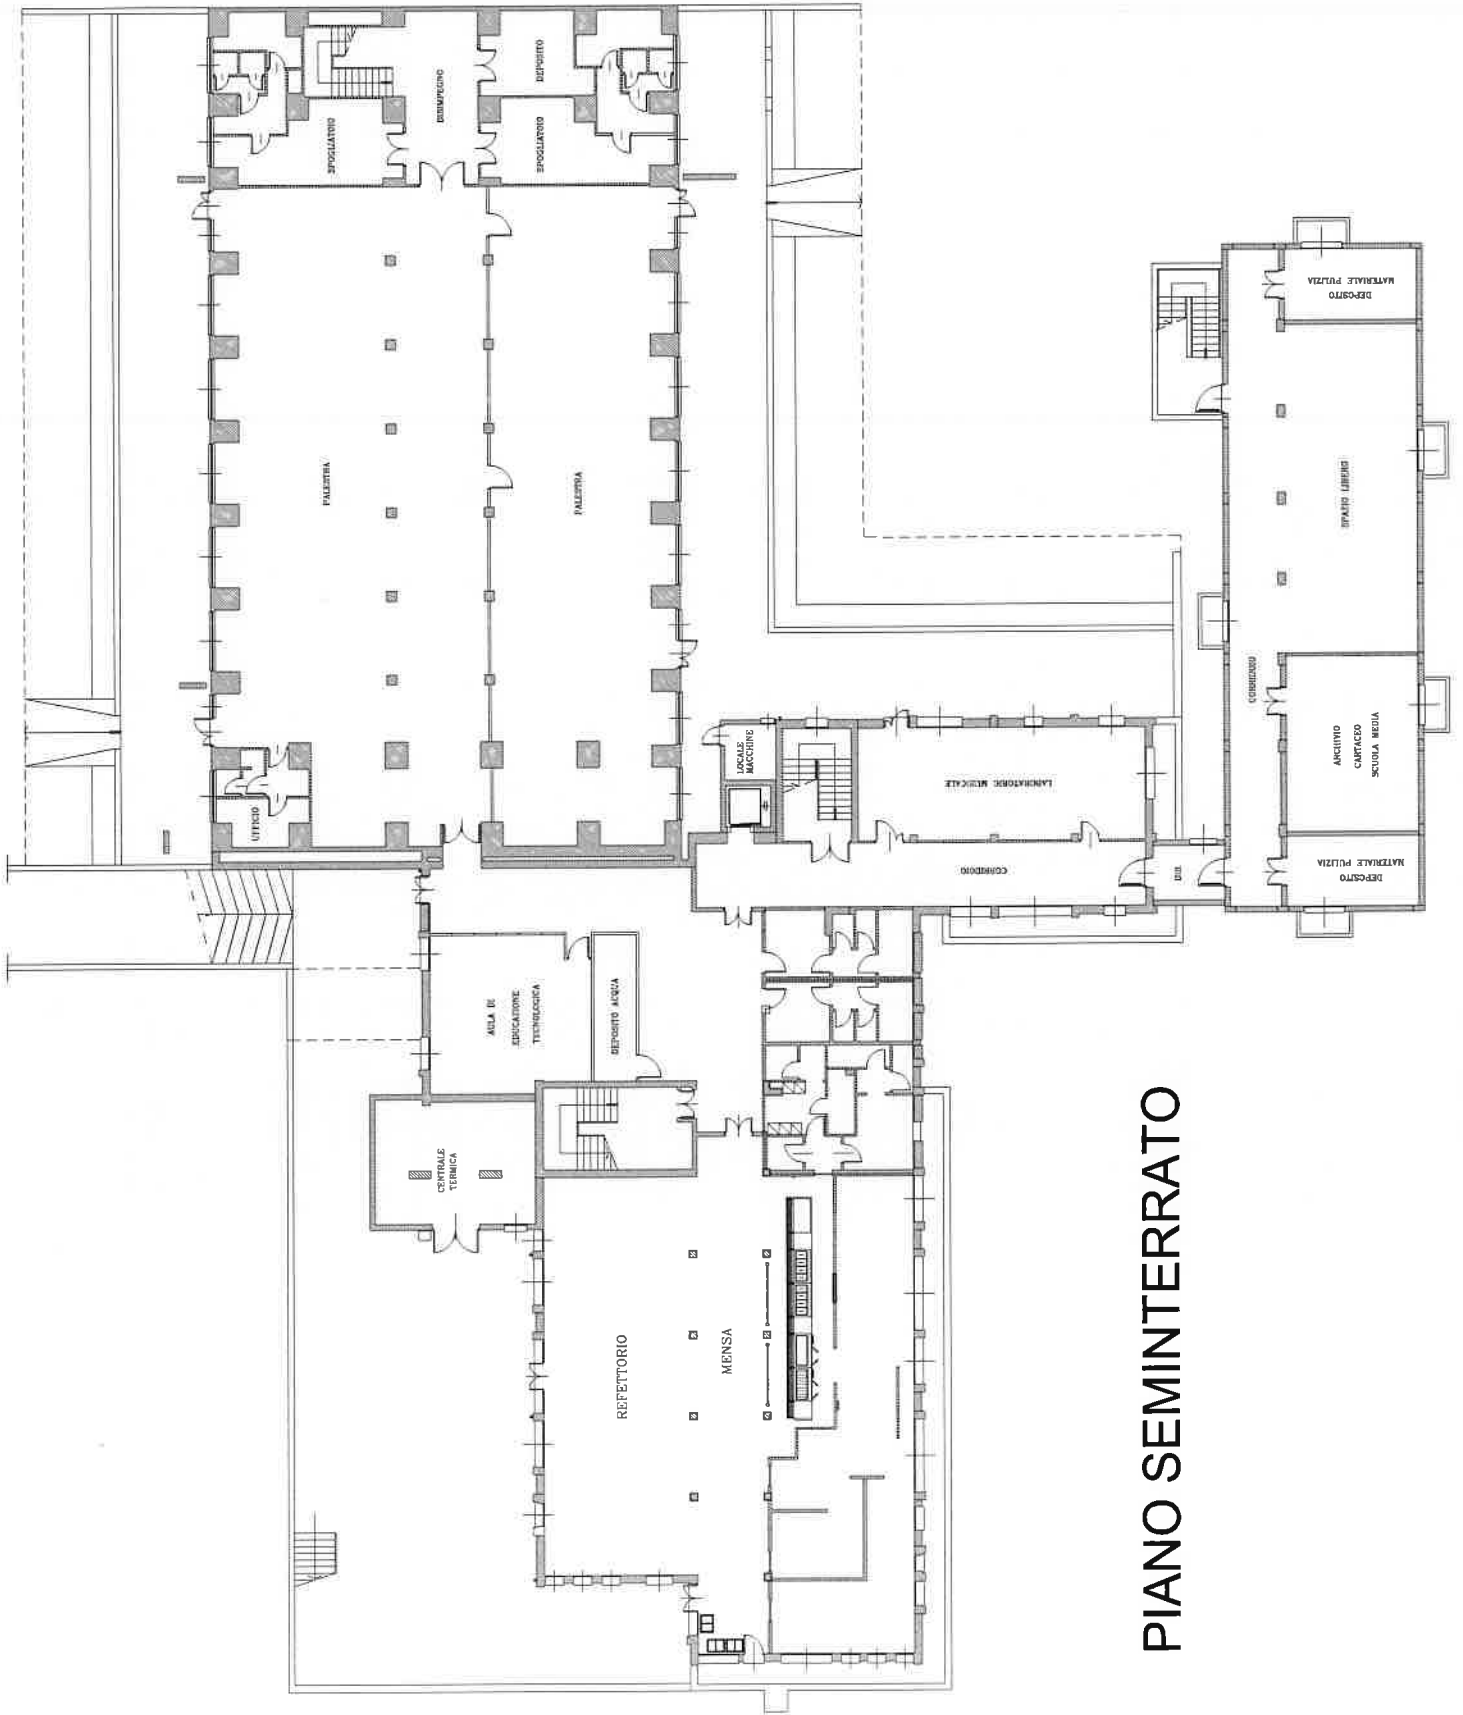 DISIMPEGNO
DEPOSITO
SPOGLIATOIO
SPOGLIATOIO
PALESTRA
PALESTRA
UFFICIO
LOCALE
MACCHINE
LABORATORIO MUSICALE
CORRIDOIO
DIS.
DEPOSITO
MATERIALE PULIZIA
SPAZIO LIBERO
CORRIDOIO
ARCHIVIO
CARTACEO
SCUOLA MEDIA
DEPOSITO
MATERIALE PULIZIA
AULA DI
EDUCAZIONE
TECNOLOGICA
DEPOSITO ACQUA
CENTRALE
TERMICA
REFETTORIO
MENSA
PIANO SEMINTERRATO